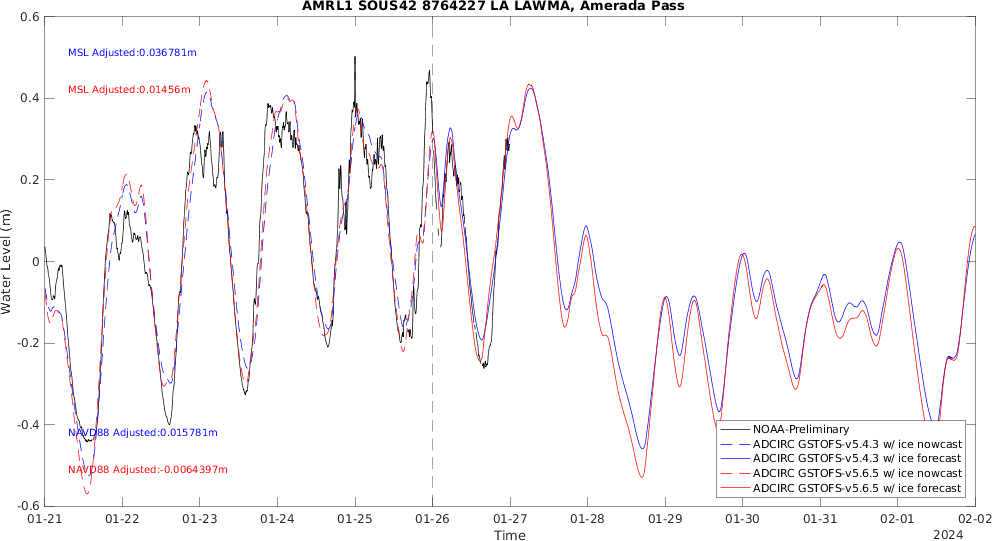 AMRL1 SOUS42 8764227 LA LAWMA, Amerada Pass
0.6
0.4
0.2
0
-0.2
-0.4
-0.6
Water Level (m)
MSL Adjusted:0.036781m
MSL Adjusted:0.01456m
NAVD88 Adjusted:0.015781m
NAVD88 Adjusted:-0.0064397m
NOAA-Preliminary
ADCIRC GSTOFS-v5.4.3 w/ ice nowcast
ADCIRC GSTOFS-v5.4.3 w/ ice forecast
ADCIRC GSTOFS-v5.6.5 w/ ice nowcast
ADCIRC GSTOFS-v5.6.5 w/ ice forecast
01-21 01-22 01-23 01-24 01-25 01-26 01-27 01-28 01-29 01-30 01-31 02-01 02-02
Time
2024